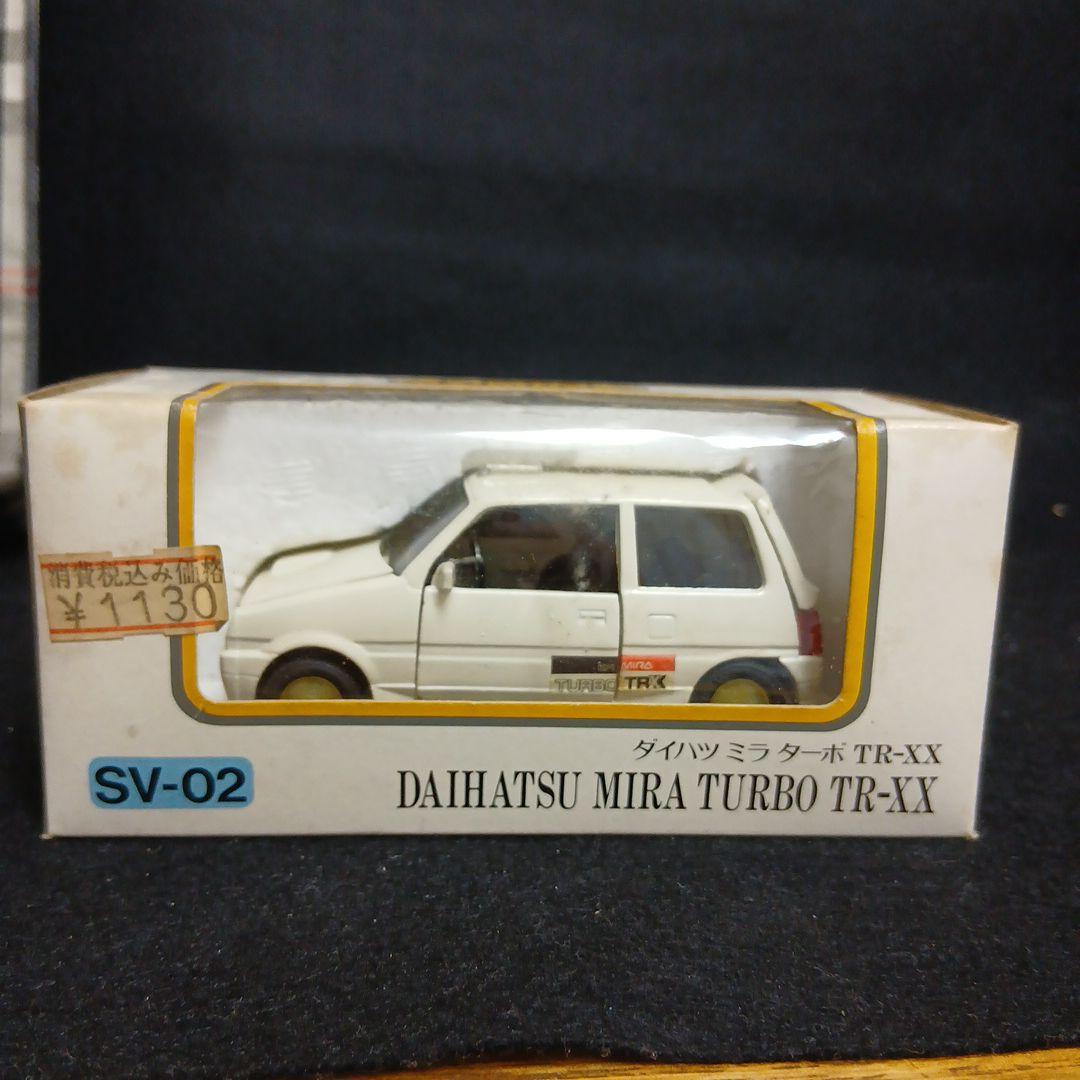 消費税込み価格
¥1130
MIRA
TURBO TR-XX
SV-02
ダイハツ ミラ ターボ TR-XX
DAIHATSU MIRA TURBO TR-XX